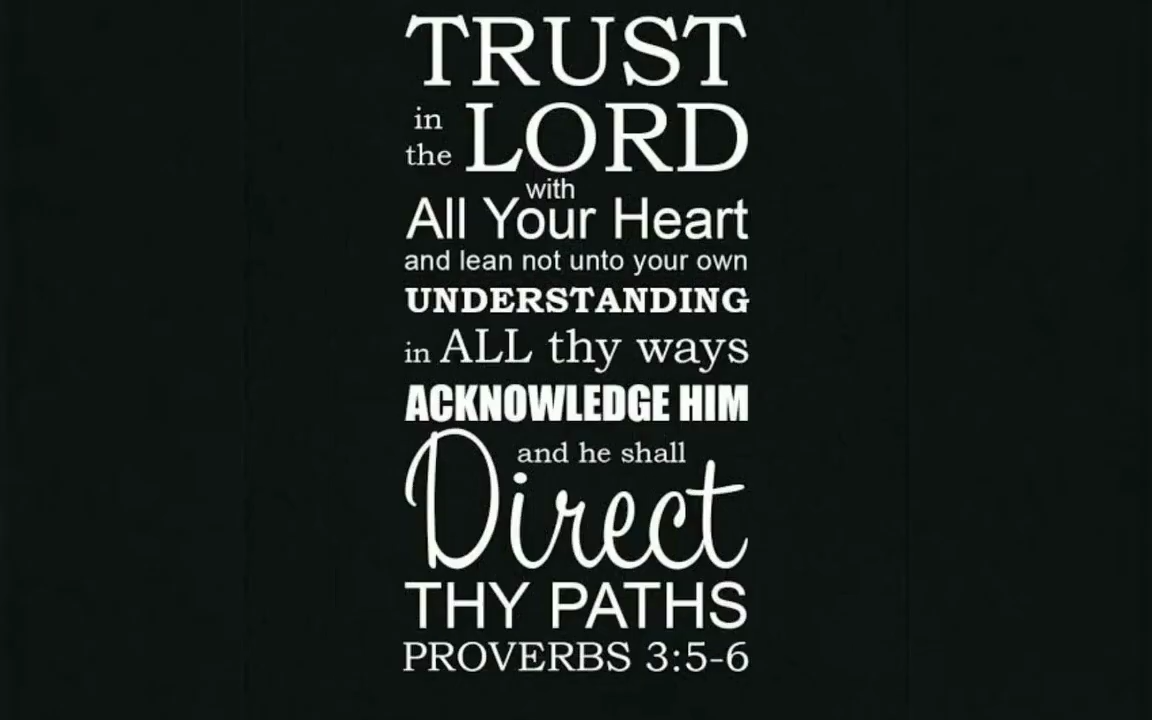 TRUST
in the LORD
with
All Your Heart
and lean not unto your own
UNDERSTANDING
in ALL thy ways
ACKNOWLEDGE HIM
and he shall
Direct
THY PATHS
PROVERBS 3:5-6